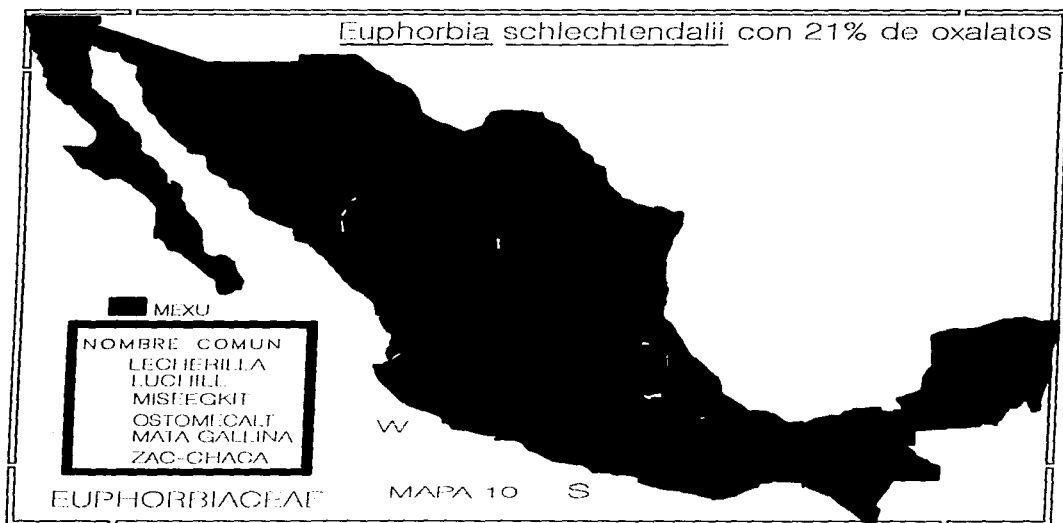 Euphorbia schlechtendalii con 21% de oxalatos
MEXU
NOMBRE COMUN
LECHERILLA
LUCHILL
MISEEGKIT
OSTOMECALT
MATA GALLINA
ZAC-CHACA
W
EUPHORBIACEAE
MAPA 10 S